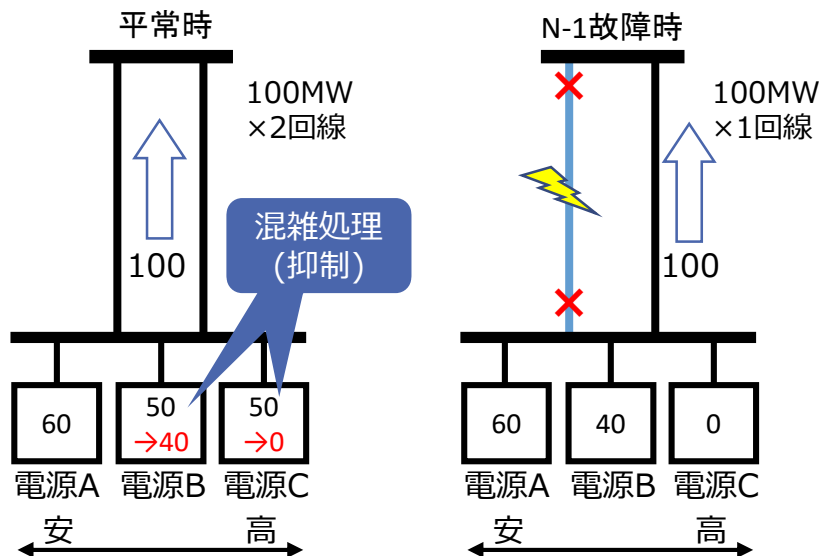 平常時
100MW
×2回線
混雑処理
(抑制)
100
60
50
→40
50
→0
電源A
電源B
電源C
安
高
N-1故障時
100MW
×1回線
100
60
40
0
電源A
電源B
電源C
安
高